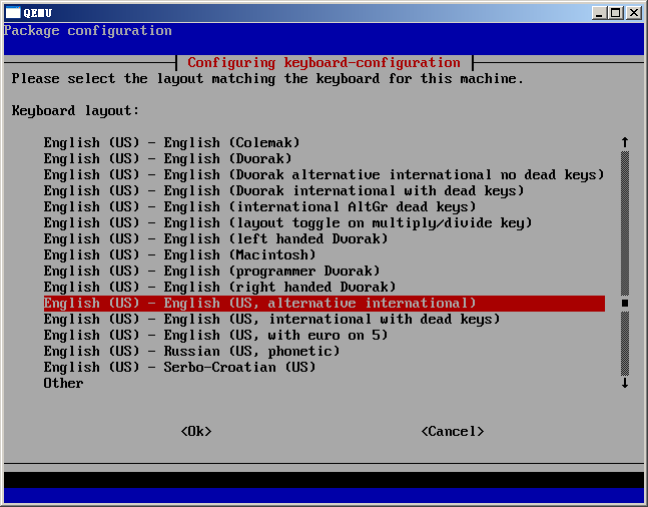 QEMU
Package configuration
Configuring keyboard-configuration
Please select the layout matching the keyboard for this machine.
Keyboard layout:
English (US) - English (Colemak)
English (US) - English (Dvorak)
English (US) - English (Dvorak alternative international no dead keys)
English (US) - English (Dvorak international with dead keys)
English (US) - English (international AltGr dead keys)
English (US) - English (layout toggle on multiply/divide key)
English (US) - English (left handed Dvorak)
English (US) - English (Macintosh)
English (US) - English (programmer Dvorak)
English (US) - English (right handed Dvorak)
English (US) - English (US, alternative international)
English (US) - English (US, international with dead keys)
English (US) - English (US, with euro on 5)
English (US) - Russian (US, phonetic)
English (US) - Serbo-Croatian (US)
Other
<Ok> <Cancel>